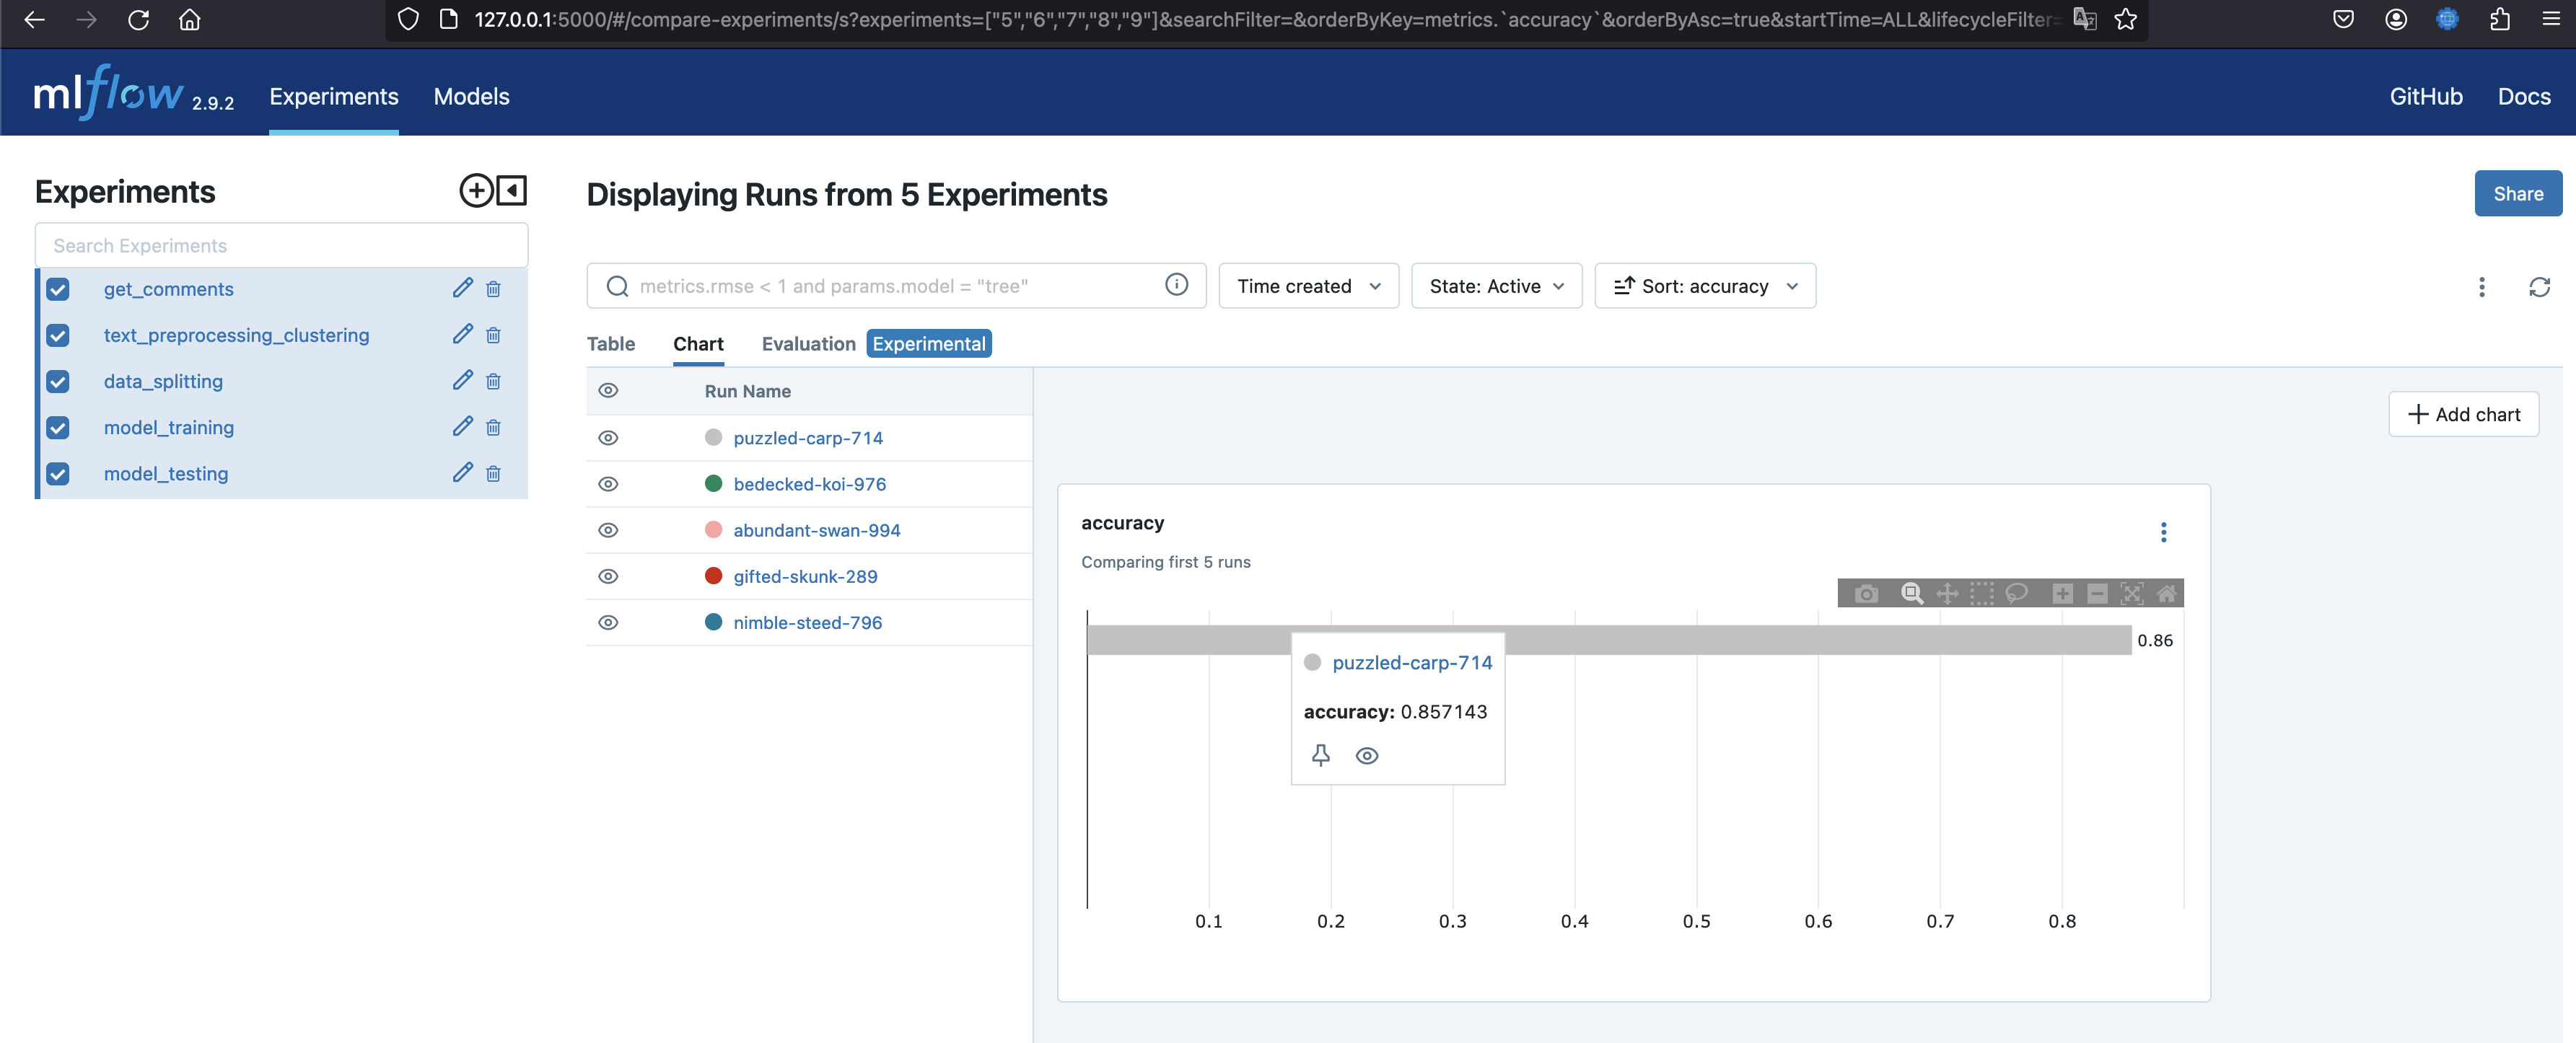 127.0.0.1:5000/#/compare-experiments/s?experiments=["5","6","7","8","9"]&searchFilter=&orderByKey=metrics.`accuracy`&orderByAsc=true&startTime=ALL&lifecycleFilter=
mlflow 2.9.2 Experiments Models GitHub Docs
Experiments
Search Experiments
get_comments
text_preprocessing_clustering
data_splitting
model_training
model_testing
Displaying Runs from 5 Experiments
Share
metrics.rmse < 1 and params.model = "tree" Time created State: Active Sort: accuracy
Table Chart Evaluation Experimental
Run Name
puzzled-carp-714
bedecked-koi-976
abundant-swan-994
gifted-skunk-289
nimble-steed-796
+ Add chart
accuracy
Comparing first 5 runs
0.86
puzzled-carp-714
accuracy: 0.857143
0.1 0.2 0.3 0.4 0.5 0.6 0.7 0.8